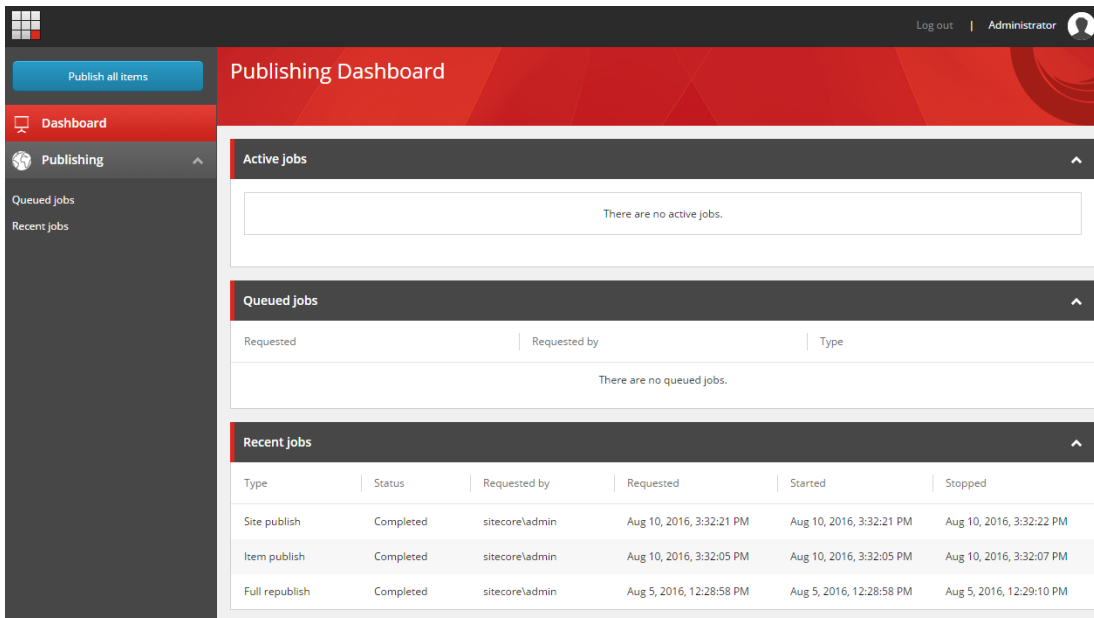 Log out | Administrator
Publish all items
Publishing Dashboard
Dashboard
Publishing
Queued jobs
Recent jobs
Active jobs
There are no active jobs.
Queued jobs
Requested Requested by Type
There are no queued jobs.
Recent jobs
Type Status Requested by Requested Started Stopped
Site publish Completed sitecore\admin Aug 10, 2016, 3:32:21 PM Aug 10, 2016, 3:32:21 PM Aug 10, 2016, 3:32:22 PM
Item publish Completed sitecore\admin Aug 10, 2016, 3:32:05 PM Aug 10, 2016, 3:32:05 PM Aug 10, 2016, 3:32:07 PM
Full republish Completed sitecore\admin Aug 5, 2016, 12:28:58 PM Aug 5, 2016, 12:28:58 PM Aug 5, 2016, 12:29:10 PM